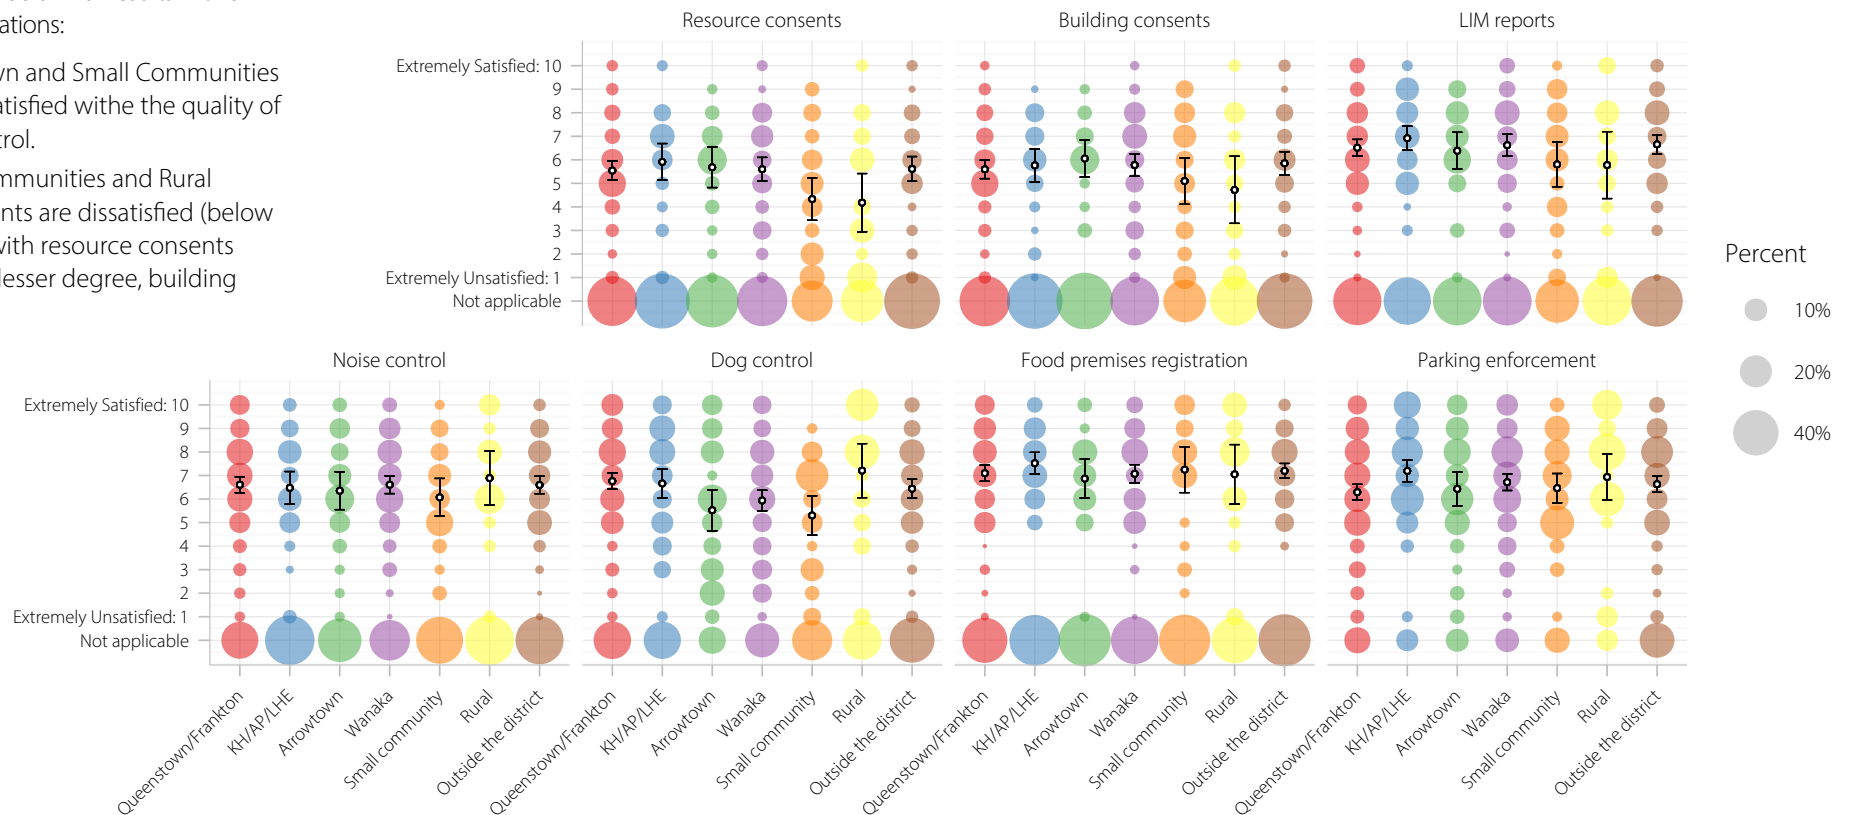 ations:
wn and Small Communities
atisfied withe the quality of
trol.
mmunities and Rural
ents are dissatisfied (below
with resource consents
lesser degree, building
Resource consents
Building consents
LIM reports
Extremely Satisfied: 10
9
8
7
6
5
4
3
2
Extremely Unsatisfied: 1
Not applicable
Percent
10%
20%
40%
Noise control
Dog control
Food premises registration
Parking enforcement
Extremely Satisfied: 10
9
8
7
6
5
4
3
2
Extremely Unsatisfied: 1
Not applicable
Queenstown/Frankton
KH/AP/LHE
Arrowtown
Wanaka
Small community
Rural
Outside the district
Queenstown/Frankton
KH/AP/LHE
Arrowtown
Wanaka
Small community
Rural
Outside the district
Queenstown/Frankton
KH/AP/LHE
Arrowtown
Wanaka
Small community
Rural
Outside the district
Queenstown/Frankton
KH/AP/LHE
Arrowtown
Wanaka
Small community
Rural
Outside the district